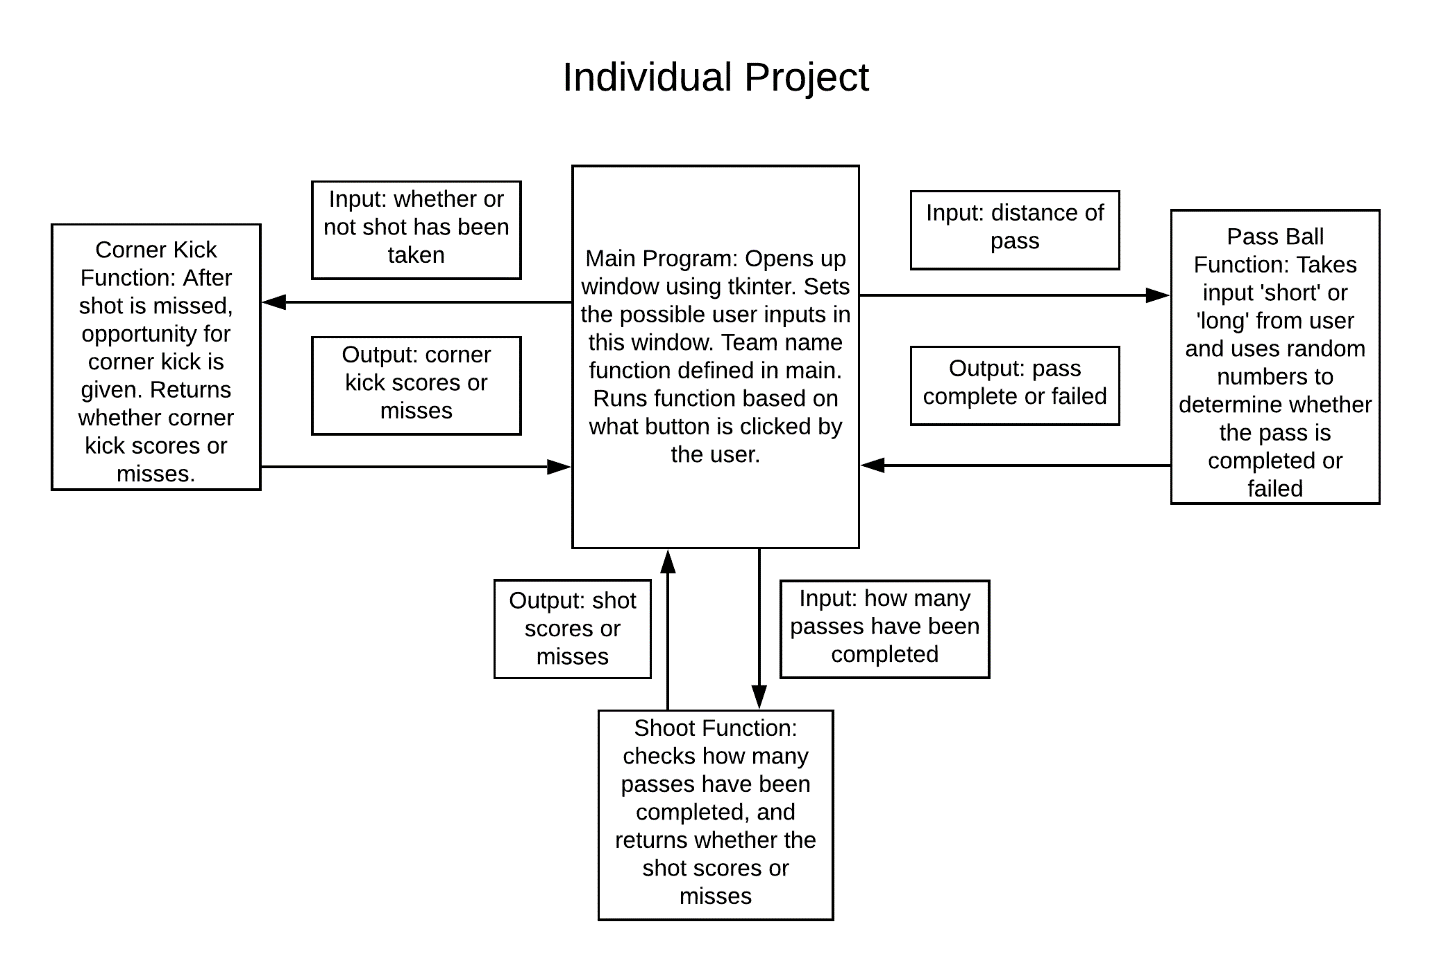 Individual Project
Input: whether or
not shot has been
taken
Corner Kick
Function: After
shot is missed,
opportunity for
corner kick is
given. Returns
whether corner
kick scores or
misses.
Output: corner
kick scores or
misses
Main Program: Opens up
window using tkinter. Sets
the possible user inputs in
this window. Team name
function defined in main.
Runs function based on
what button is clicked by
the user.
Input: distance of
pass
Output: pass
complete or failed
Pass Ball
Function: Takes
input 'short' or
'long' from user
and uses random
numbers to
determine whether
the pass is
completed or
failed
Output: shot
scores or
misses
Input: how many
passes have been
completed
Shoot Function:
checks how many
passes have been
completed, and
returns whether the
shot scores or
misses